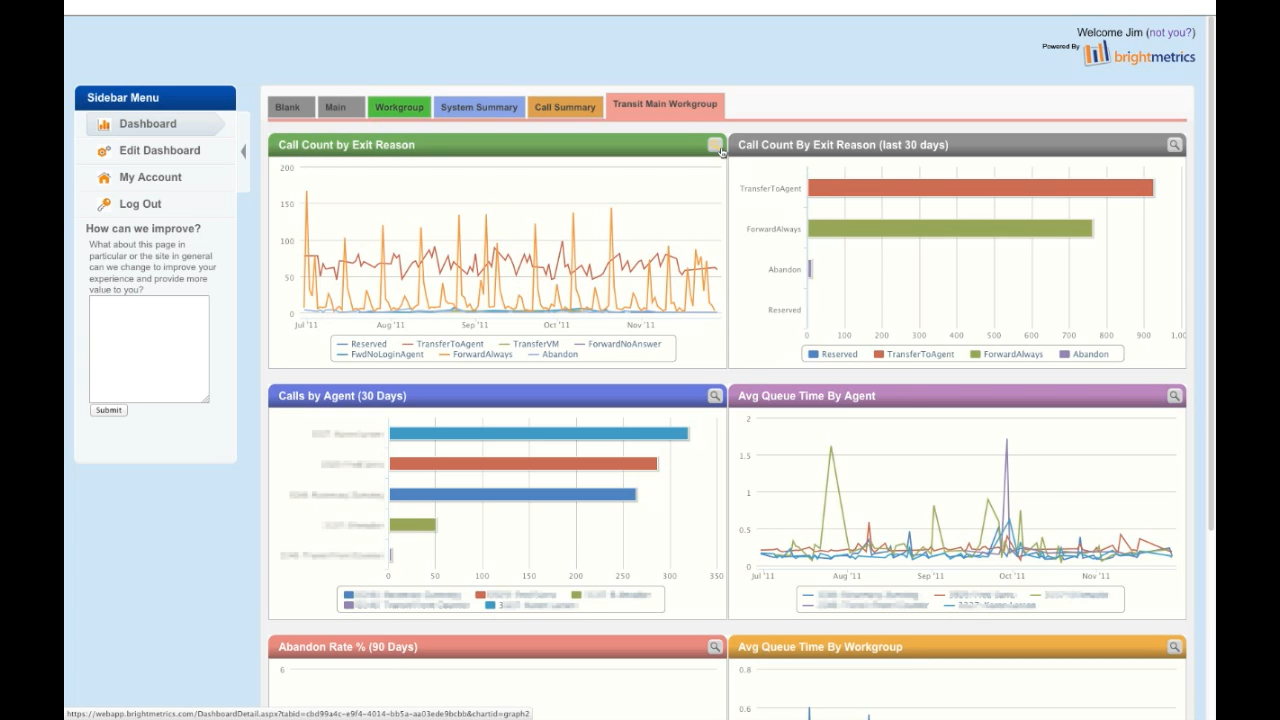 Welcome Jim (not you?)
Powered By brightmetrics
Sidebar Menu
Dashboard
Edit Dashboard
My Account
Log Out
How can we improve?
What about this page in
particular or the site in general
can we change to improve your
experience and provide more
value to you?
Submit
Blank Main Workgroup System Summary Call Summary Transit Main Workgroup
Call Count by Exit Reason
200
150
100
50
0
Jul '11 Aug '11 Sep '11 Oct '11 Nov '11
Reserved TransferToAgent TransferVM ForwardNoAnswer
FwdNoLoginAgent ForwardAlways Abandon
Call Count By Exit Reason (last 30 days)
TransferToAgent
ForwardAlways
Abandon
Reserved
0 100 200 300 400 500 600 700 800 900 1,00
Reserved TransferToAgent ForwardAlways Abandon
Calls by Agent (30 Days)
0 50 100 150 200 250 300 350
Avg Queue Time By Agent
2
1.5
1
0.5
0
Jul '11 Aug '11 Sep '11 Oct '11 Nov '11
Abandon Rate % (90 Days)
6
Avg Queue Time By Workgroup
0.8
0.6
https://webapp.brightmetrics.com/DashboardDetail.aspx?tabid=cbd99a4c-e9f4-4014-bb5a-aa03ede9bcbb&chartid=graph2